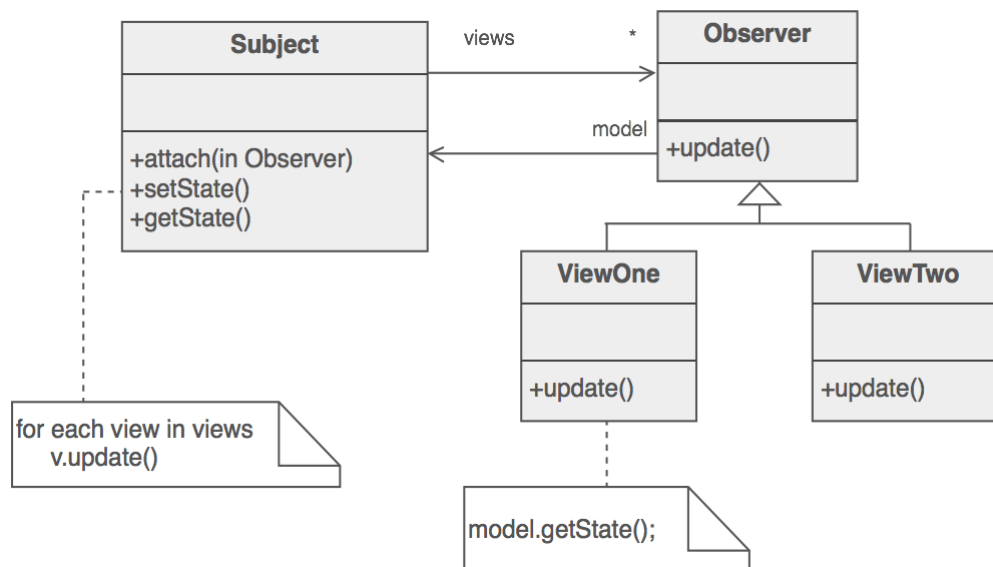 Subject
+attach(in Observer)
+setState()
+getState()
views
*
model
Observer
+update()
ViewOne
+update()
ViewTwo
+update()
for each view in views
v.update()
model.getState();